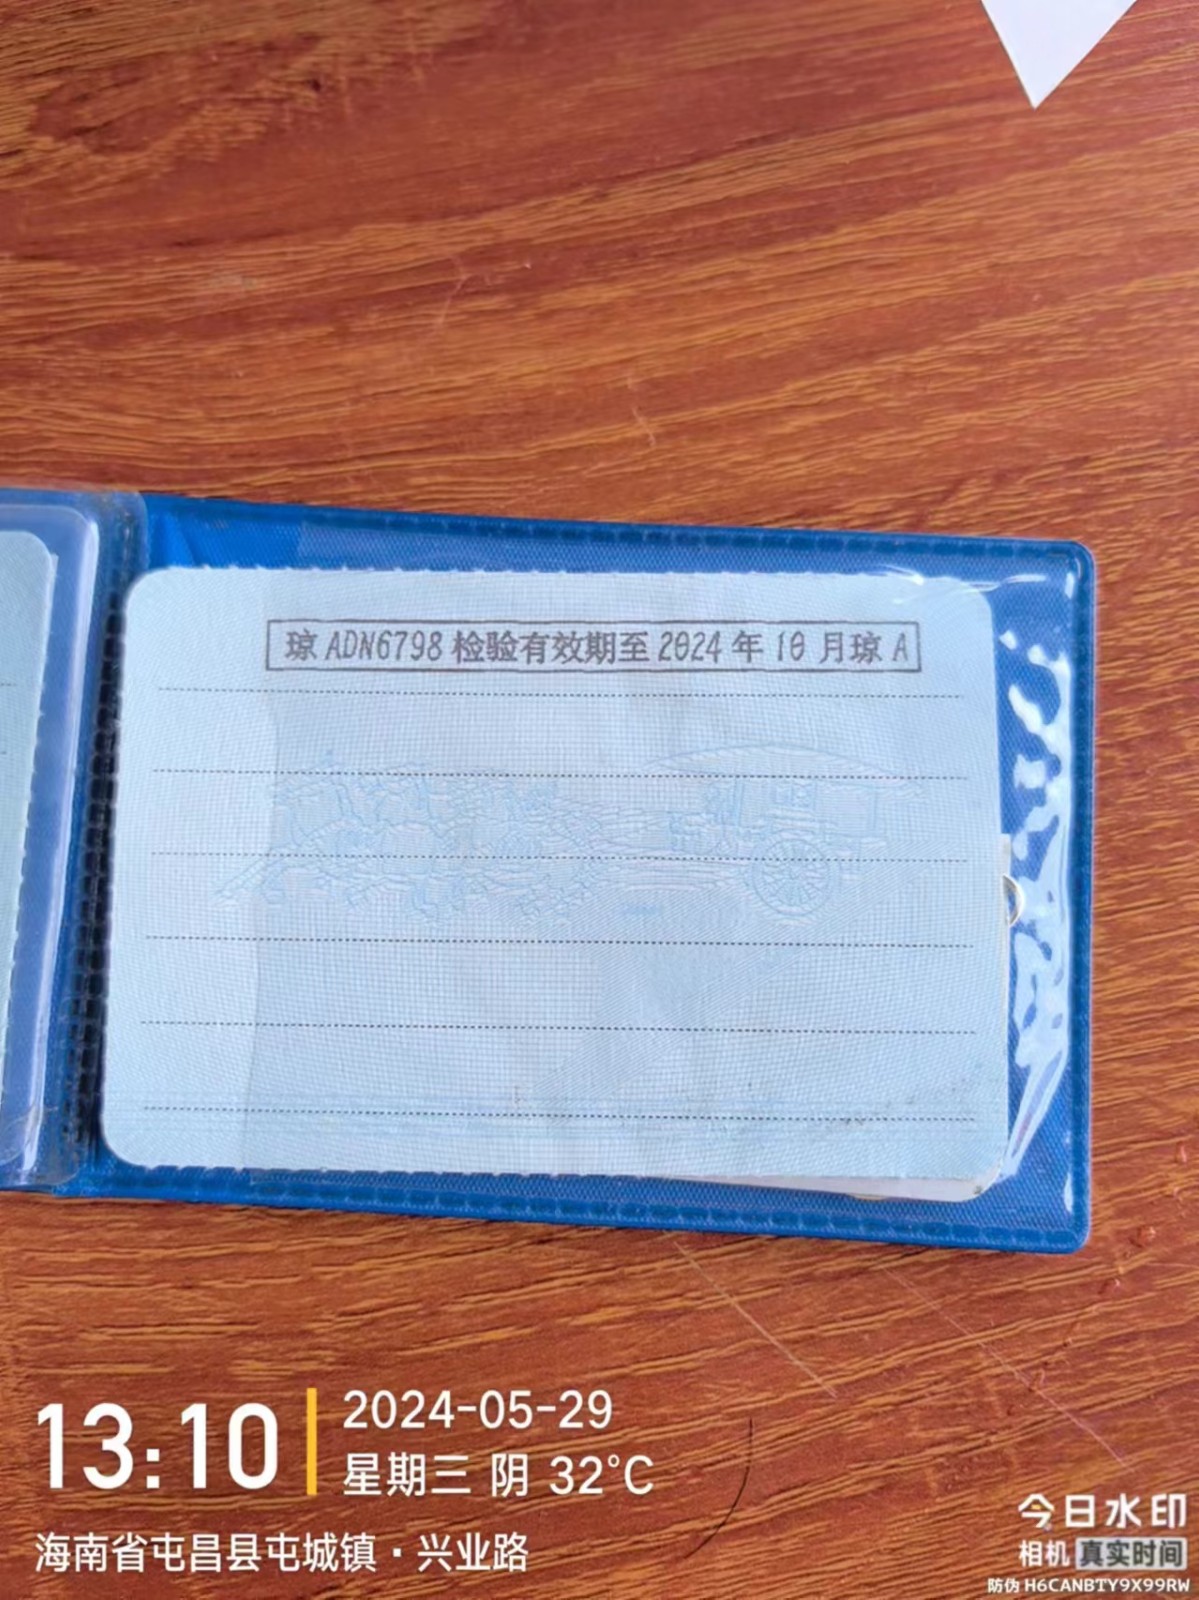 琼ADN6798检验有效期至2024年10月琼A
13:10
2024-05-29
星期三 阴 32°C
海南省屯昌县屯城镇·兴业路
今日水印
相机 真实时间
防伪 H6CANBTY9X99RW